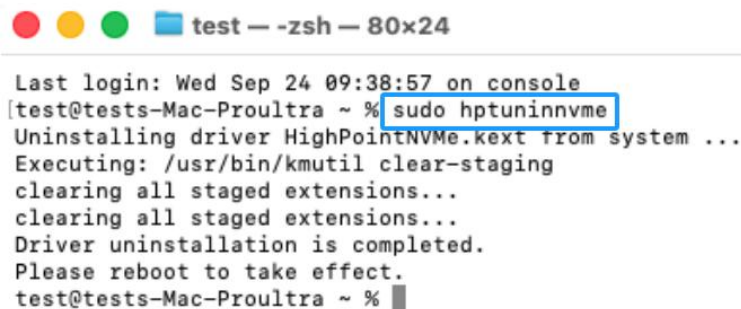 test — -zsh — 80×24
Last login: Wed Sep 24 09:38:57 on console
[test@tests-Mac-Proultra ~ % sudo hptuninnvme
Uninstalling driver HighPointNVMe.kext from system ...
Executing: /usr/bin/kmutil clear-staging
clearing all staged extensions...
clearing all staged extensions...
Driver uninstallation is completed.
Please reboot to take effect.
test@tests-Mac-Proultra ~ %